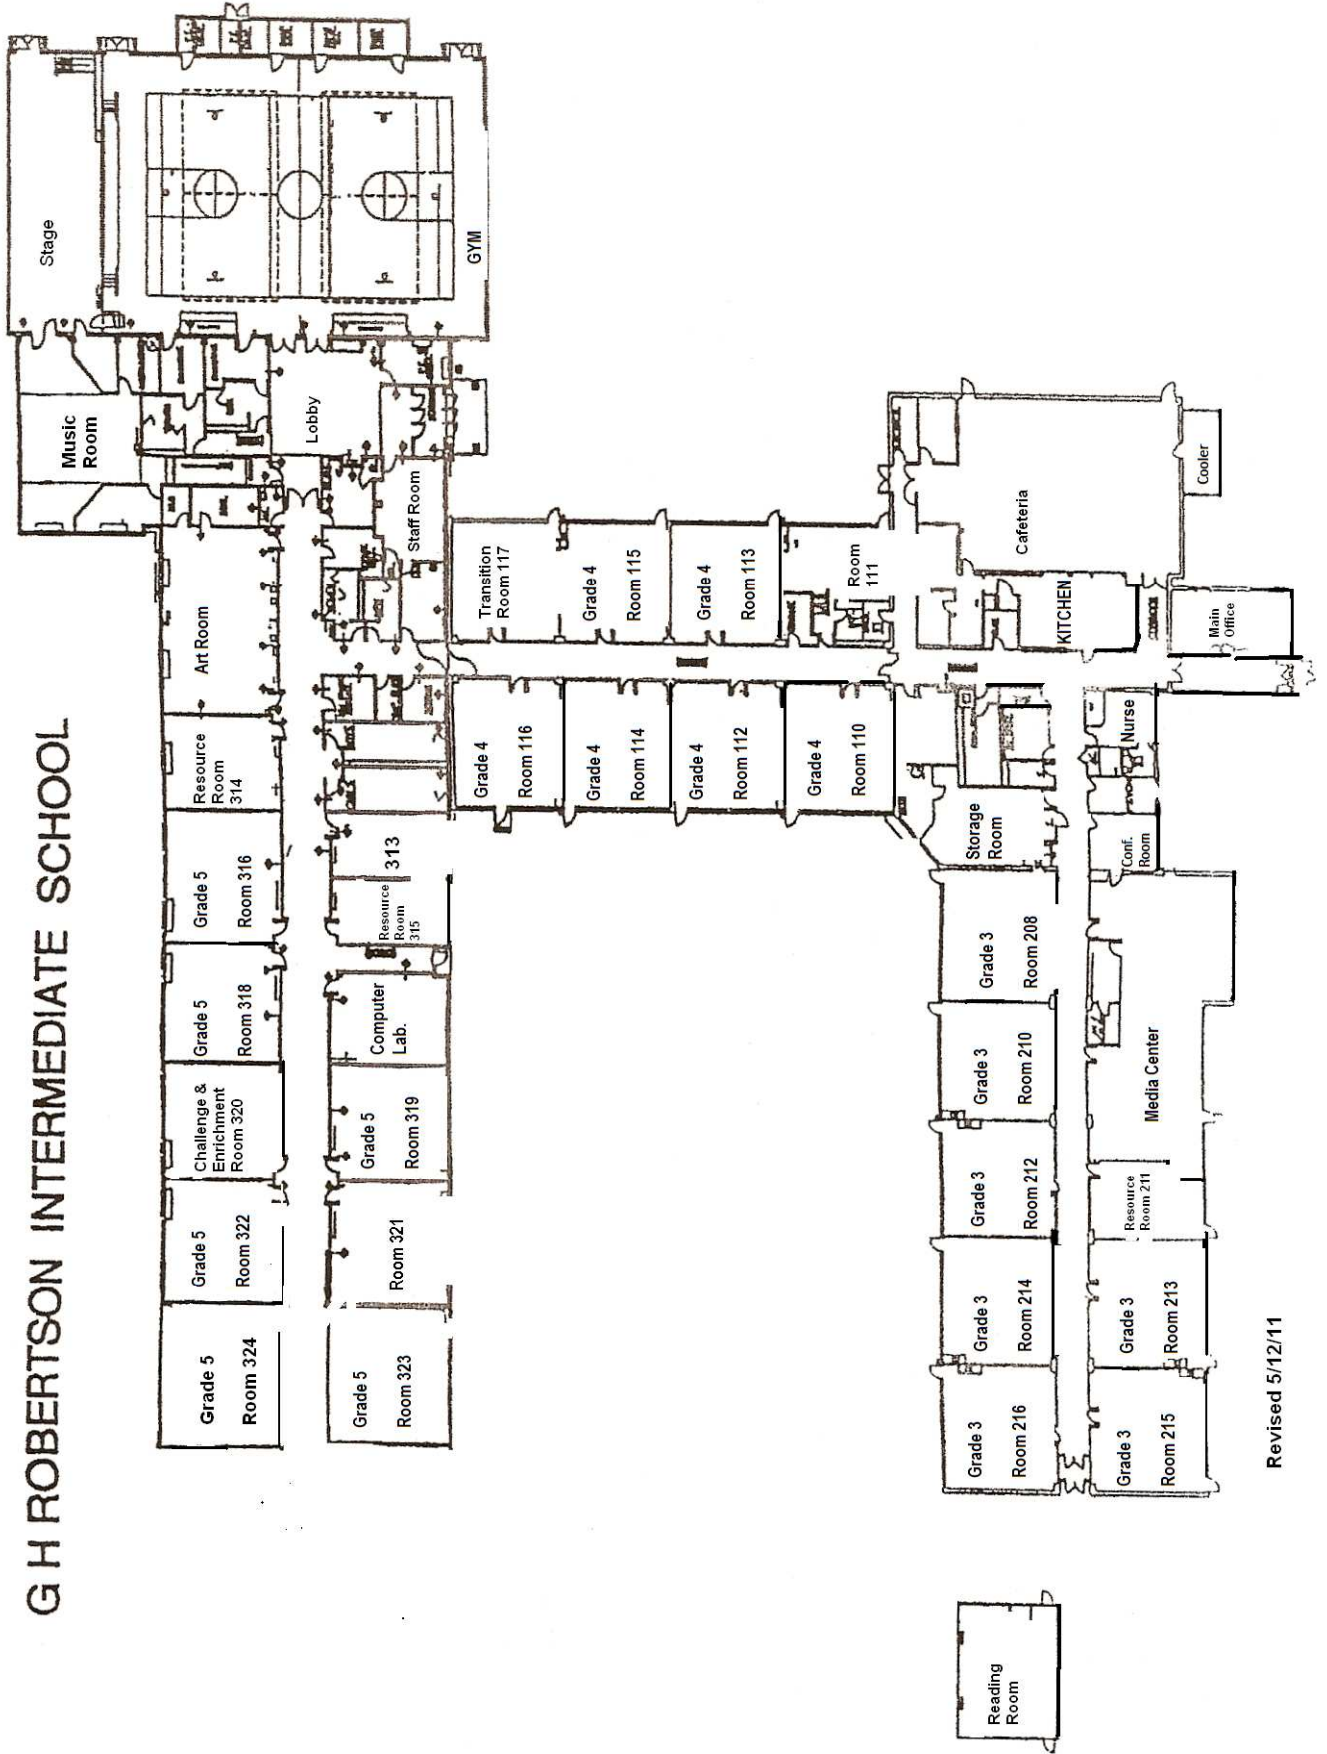 G H ROBERTSON INTERMEDIATE SCHOOL
Stage
GYM
Music
Room
Lobby
Staff Room
Art Room
Resource
Room
314
Grade 5
Room 316
Grade 5
Room 318
Challenge &
Enrichment
Room 320
Grade 5
Room 322
Grade 5
Room 324
313
Resource
Room
315
Computer
Lab.
Grade 5
Room 319
Room 321
Grade 5
Room 323
Transition
Room 117
Grade 4
Room 115
Grade 4
Room 113
Room
111
Grade 4
Room 116
Grade 4
Room 114
Grade 4
Room 112
Grade 4
Room 110
Cafeteria
Cooler
KITCHEN
Main
Office
Nurse
Conf.
Room
Storage
Room
Grade 3
Room 208
Grade 3
Room 210
Grade 3
Room 212
Grade 3
Room 214
Grade 3
Room 216
Media Center
Resource
Room 211
Grade 3
Room 213
Grade 3
Room 215
Reading
Room
Revised 5/12/11